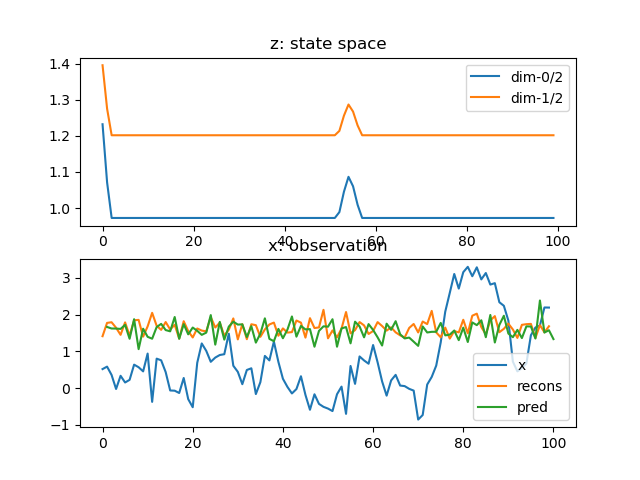 z: state space
1.4
1.3
1.2
1.1
1.0
dim-0/2
dim-1/2
0 20 40 60 80 100
x: observation
3
2
1
0
−1
x
recons
pred
0 20 40 60 80 100